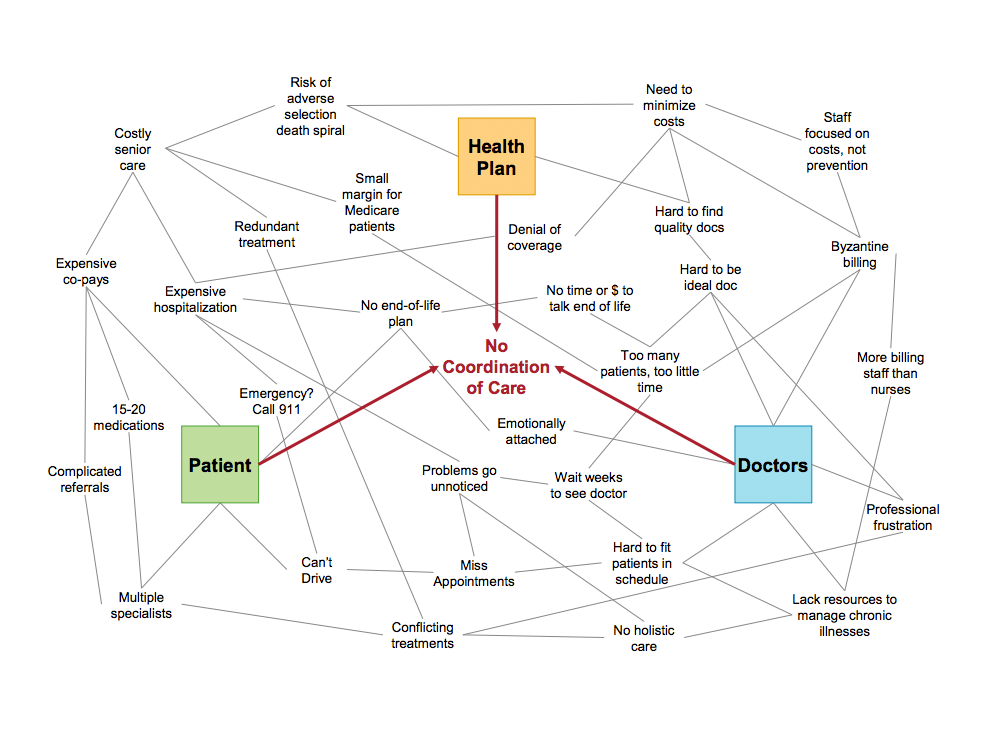 Risk of
adverse
selection
death spiral
Need to
minimize
costs
Staff
focused on
costs, not
prevention
Costly
senior
care
Health
Plan
Small
margin for
Medicare
patients
Hard to find
quality docs
Redundant
treatment
Denial of
coverage
Byzantine
billing
Expensive
co-pays
Hard to be
ideal doc
Expensive
hospitalization
No end-of-life
plan
No time or $ to
talk end of life
No
Coordination
of Care
Too many
patients, too little
time
More billing
staff than
nurses
Emergency?
Call 911
15-20
medications
Emotionally
attached
Patient
Doctors
Complicated
referrals
Problems go
unnoticed
Wait weeks
to see doctor
Professional
frustration
Can't
Drive
Miss
Appointments
Hard to fit
patients in
schedule
Multiple
specialists
Conflicting
treatments
No holistic
care
Lack resources to
manage chronic
illnesses